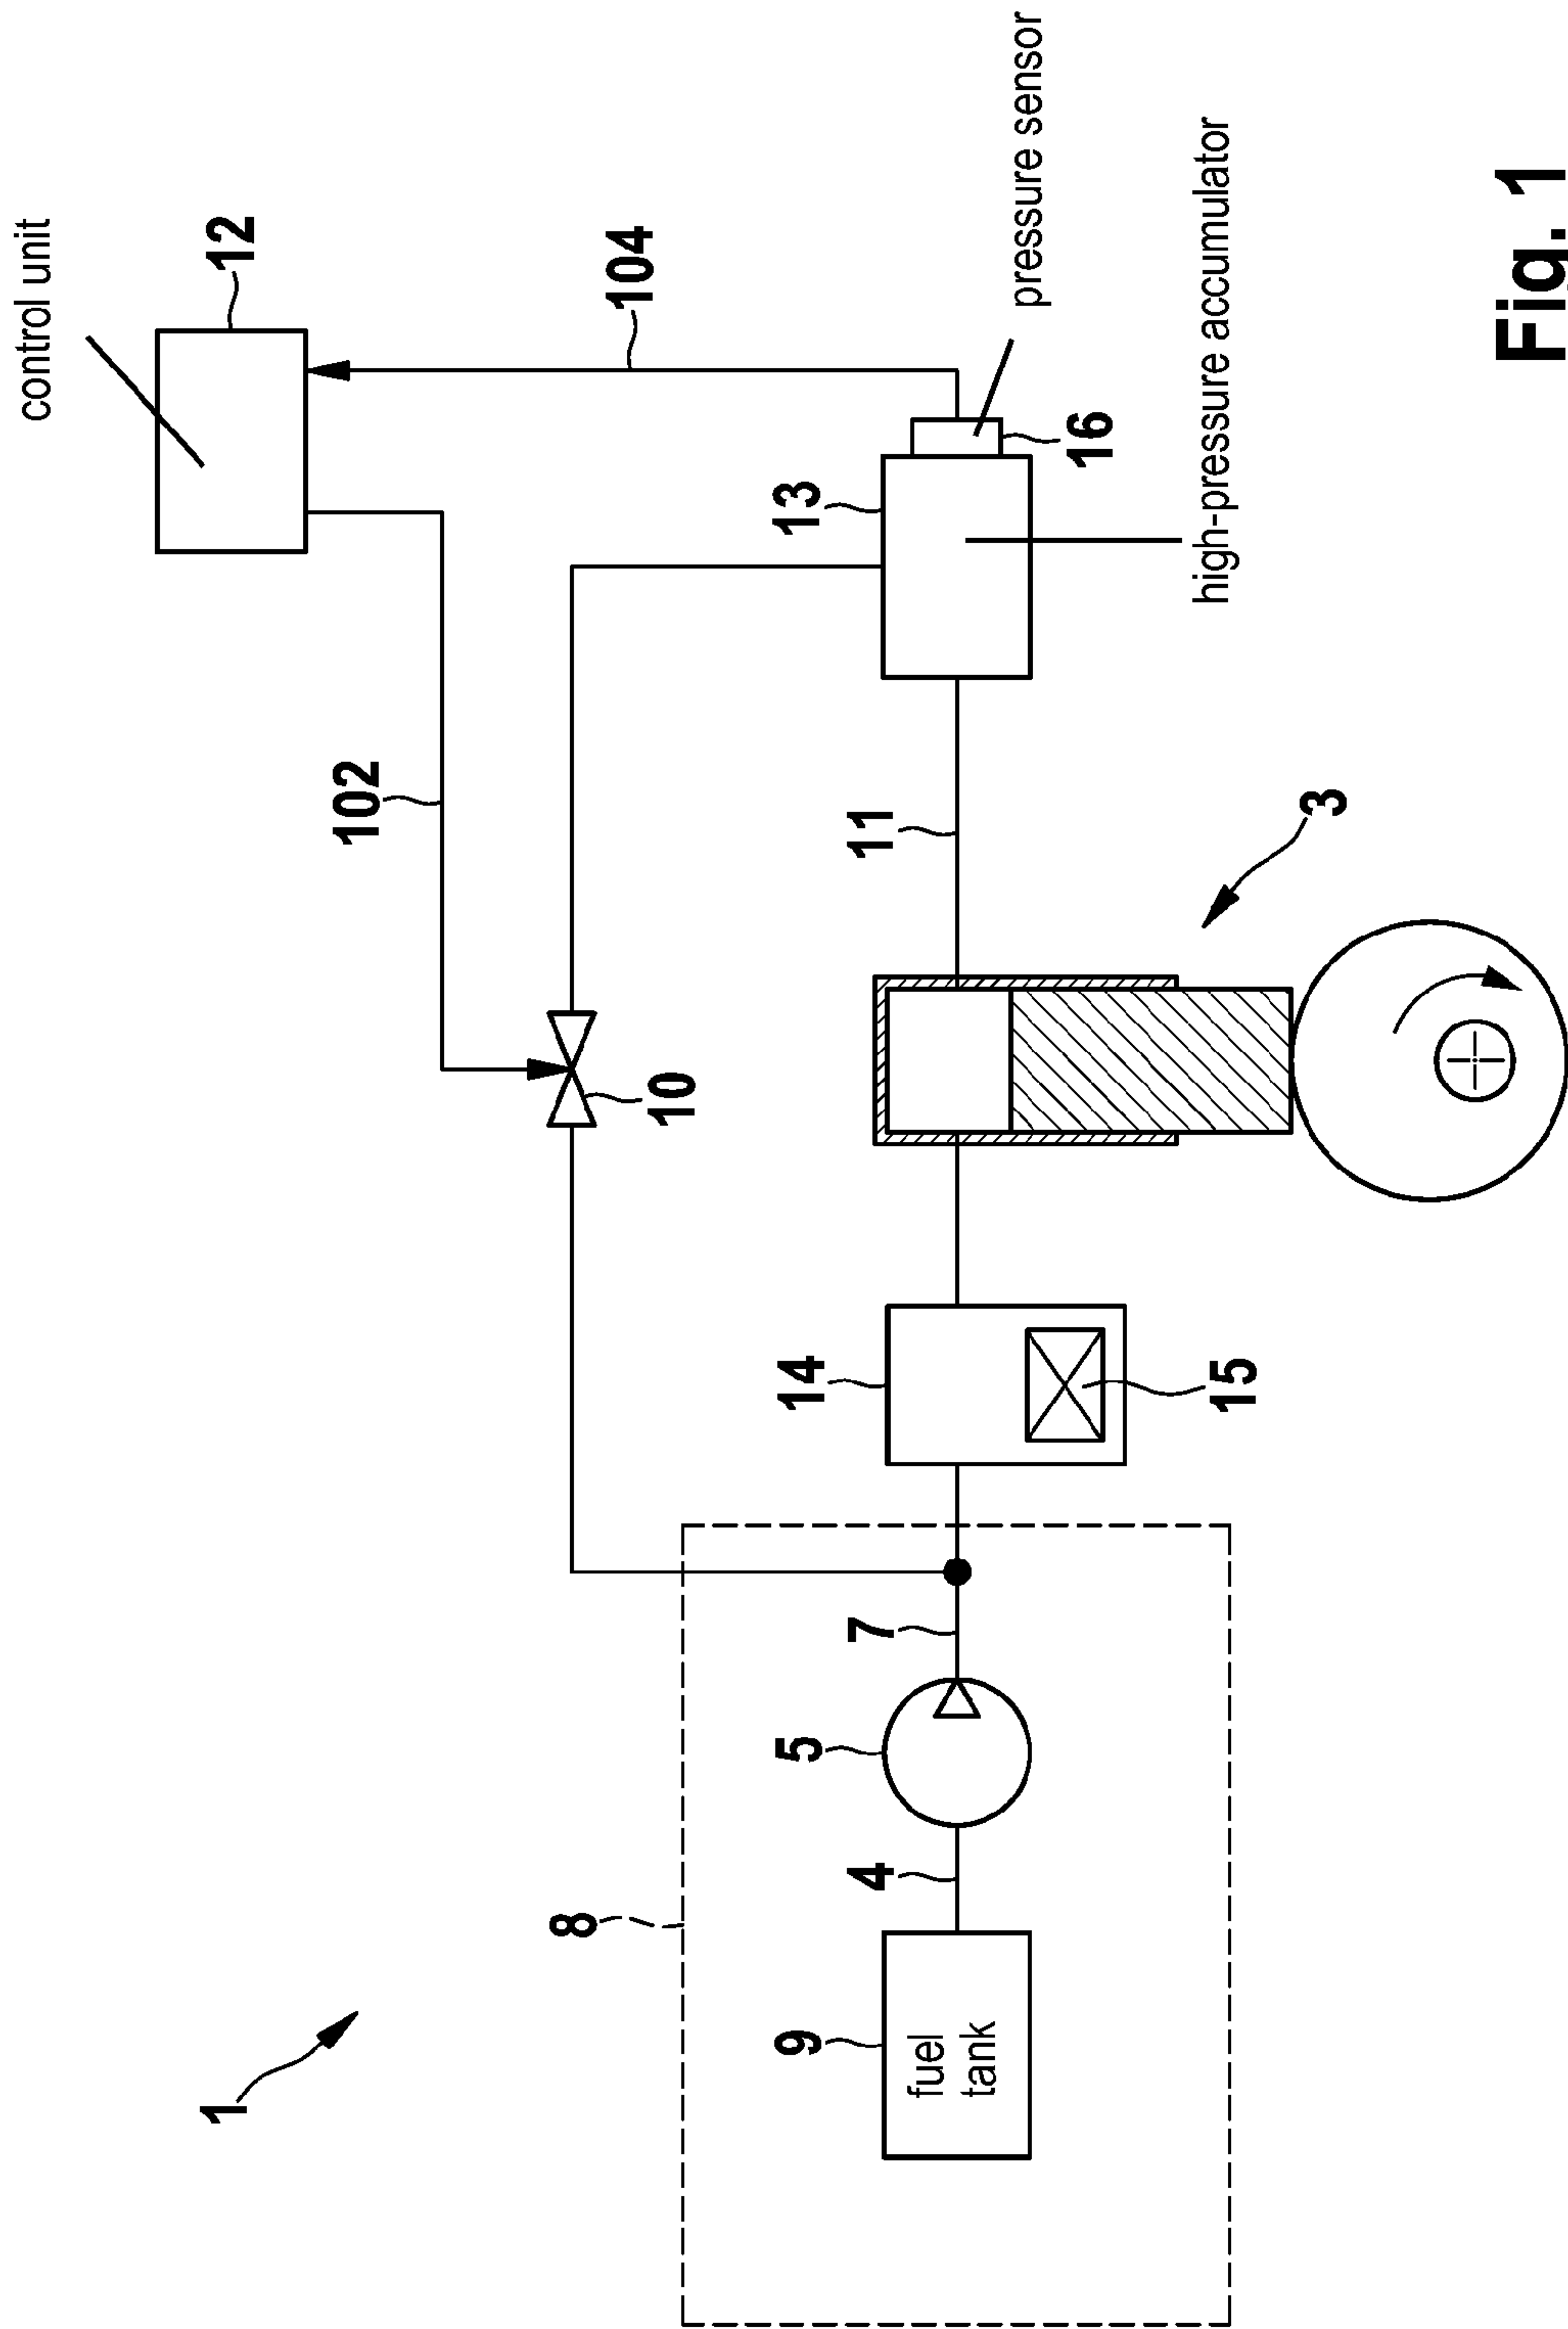 control unit
12
104
pressure sensor
102
13
16
high-pressure accumulator
10
11
3
14
15
8
7
5
4
9
fuel
tank
1
Fig. 1